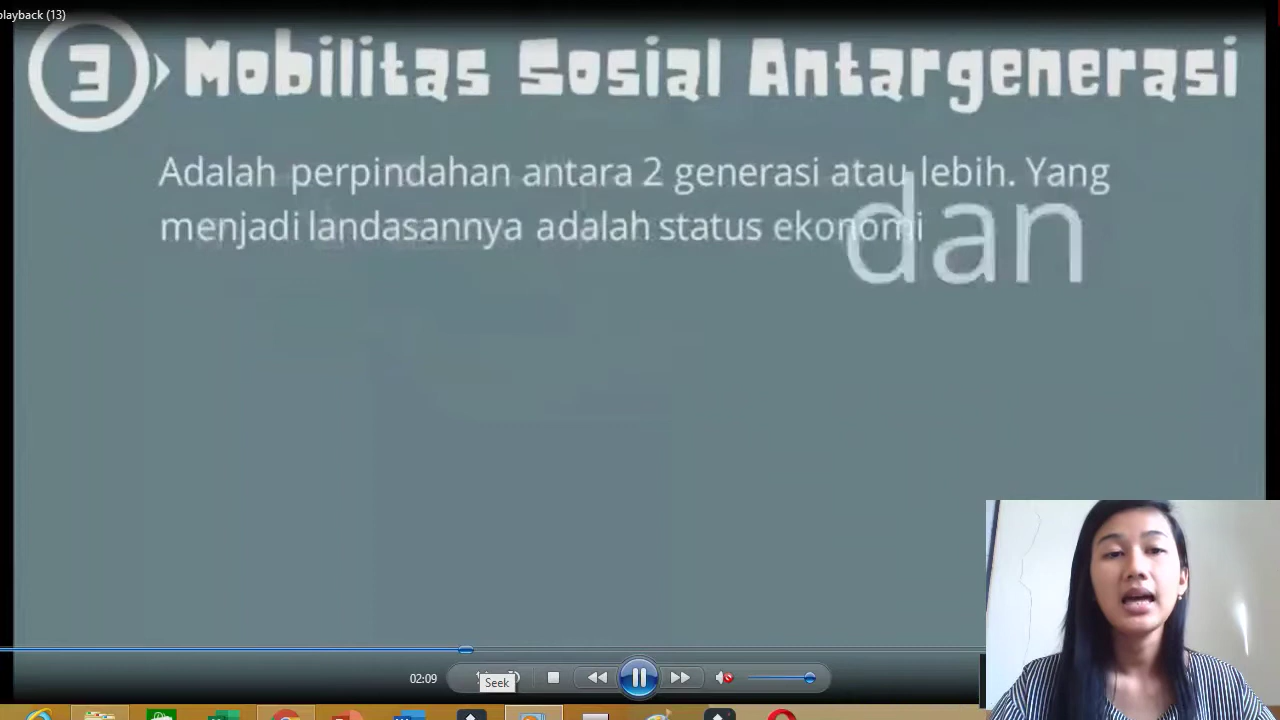 playback (13)
3 Mobilitas Sosial Antargenerasi
Adalah perpindahan antara 2 generasi atau lebih. Yang
menjadi landasannya adalah status ekonomi dan
02:09
Seek